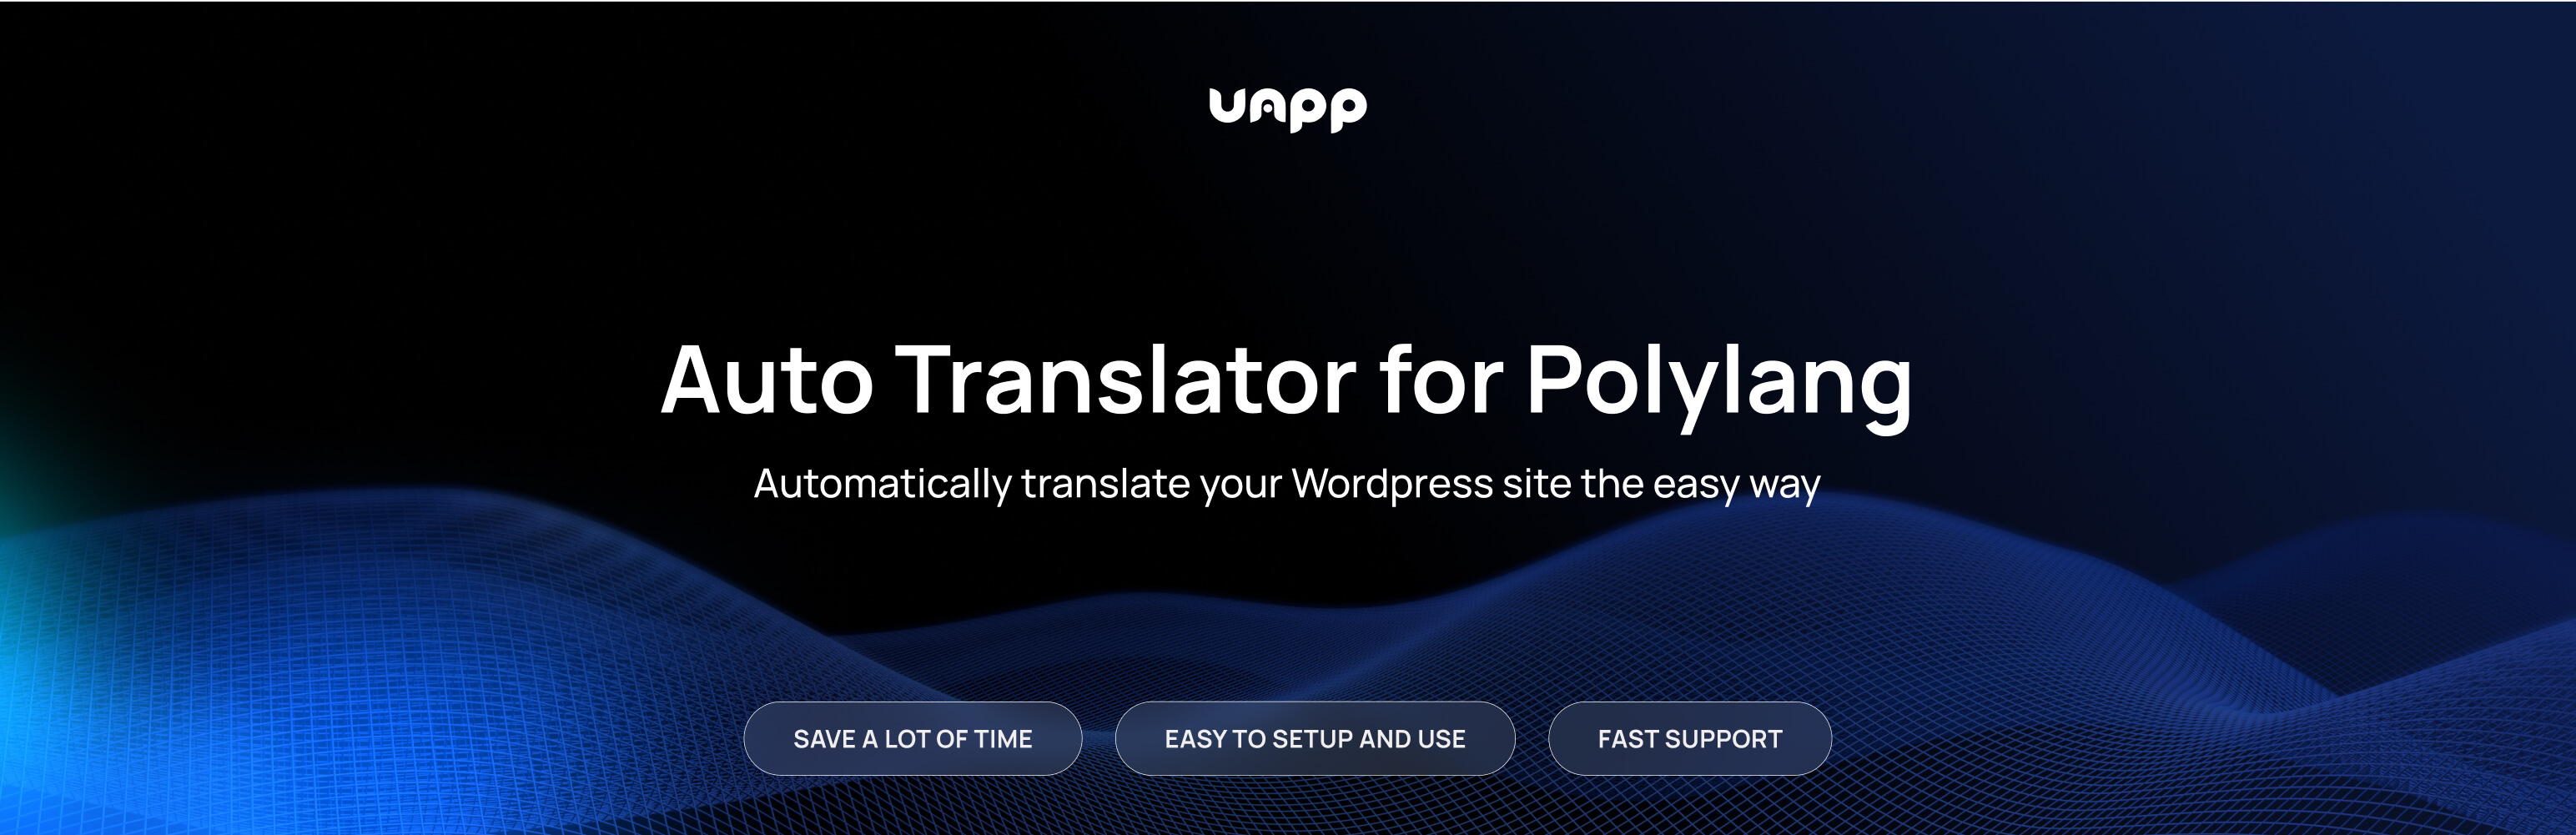 uapp
Auto Translator for Polylang
Automatically translate your Wordpress site the easy way
SAVE A LOT OF TIME
EASY TO SETUP AND USE
FAST SUPPORT